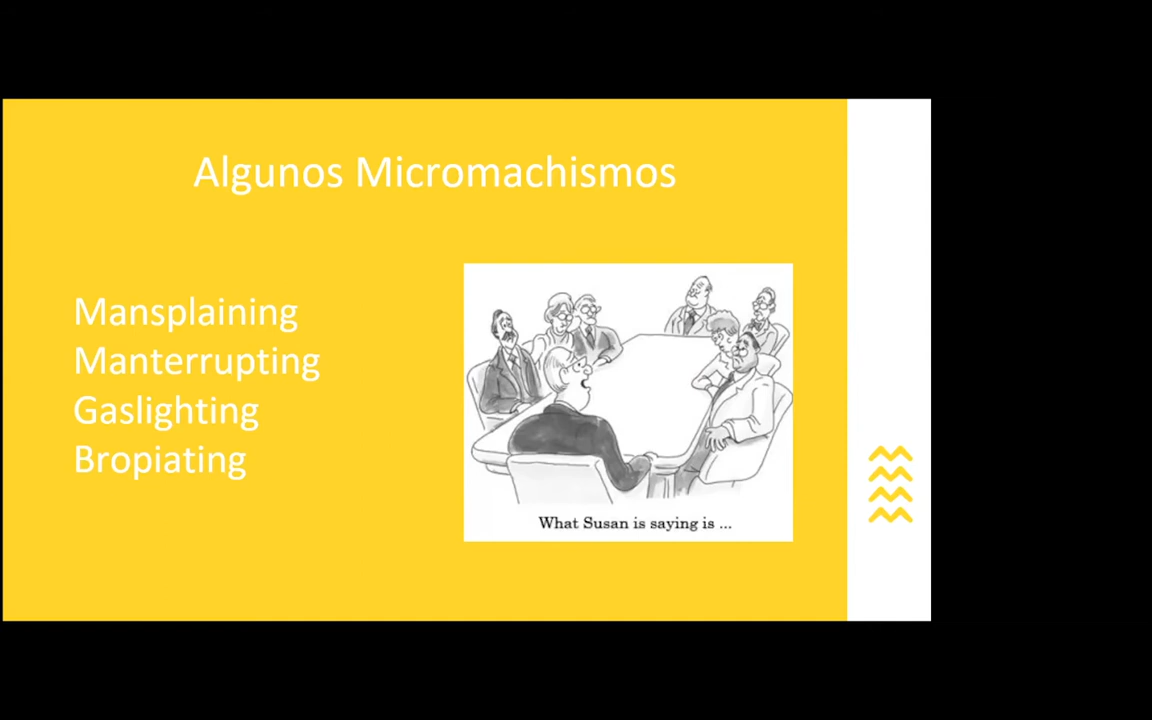 Algunos Micromachismos
Mansplaining
Manterrupting
Gaslighting
Bropiating
What Susan is saying is ...